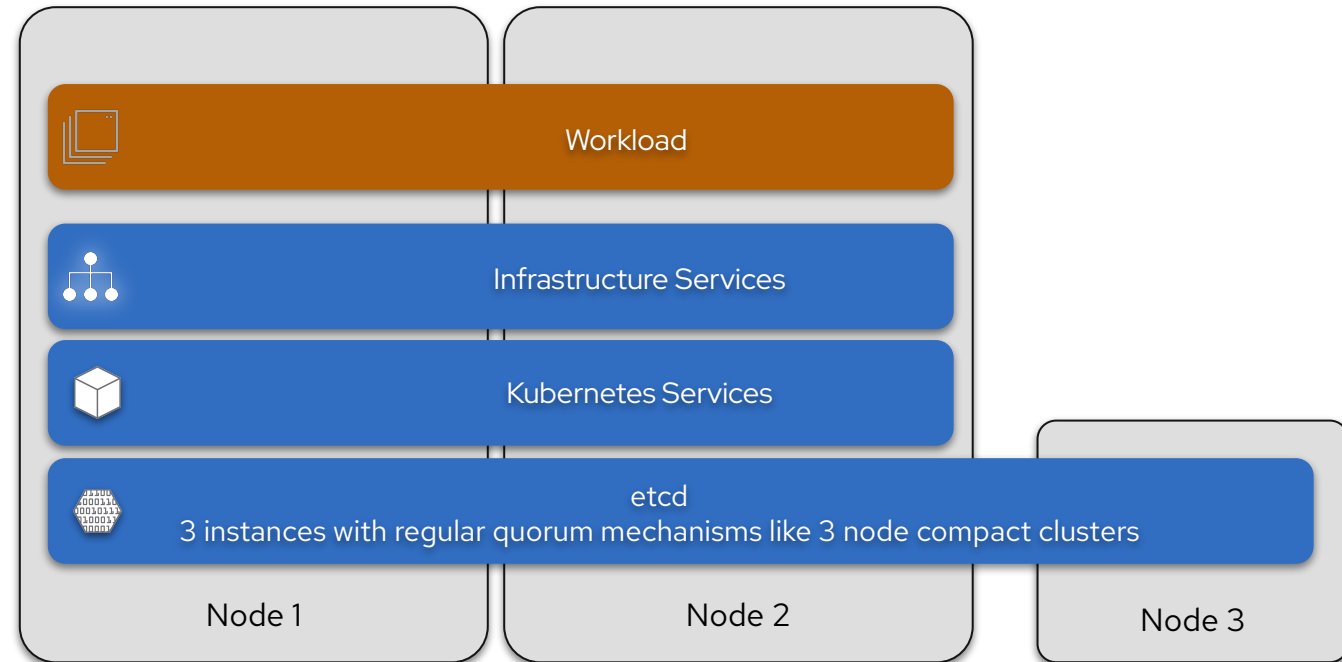 Workload
Infrastructure Services
Kubernetes Services
etcd
3 instances with regular quorum mechanisms like 3 node compact clusters
Node 1
Node 2
Node 3